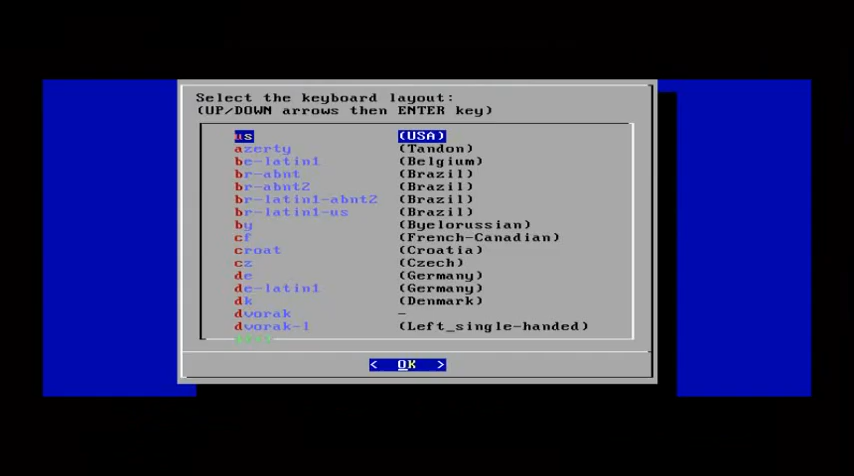 Select the keyboard layout:
(UP/DOWN arrows then ENTER key)
us (USA)
azerty (Tandon)
be-latin1 (Belgium)
br-abnt (Brazil)
br-abnt2 (Brazil)
br-latin1-abnt2 (Brazil)
br-latin1-us (Brazil)
by (Byelorussian)
cf (French-Canadian)
croat (Croatia)
cz (Czech)
de (Germany)
de-latin1 (Germany)
dk (Denmark)
dvorak -
dvorak-l (Left_single-handed)
< OK >